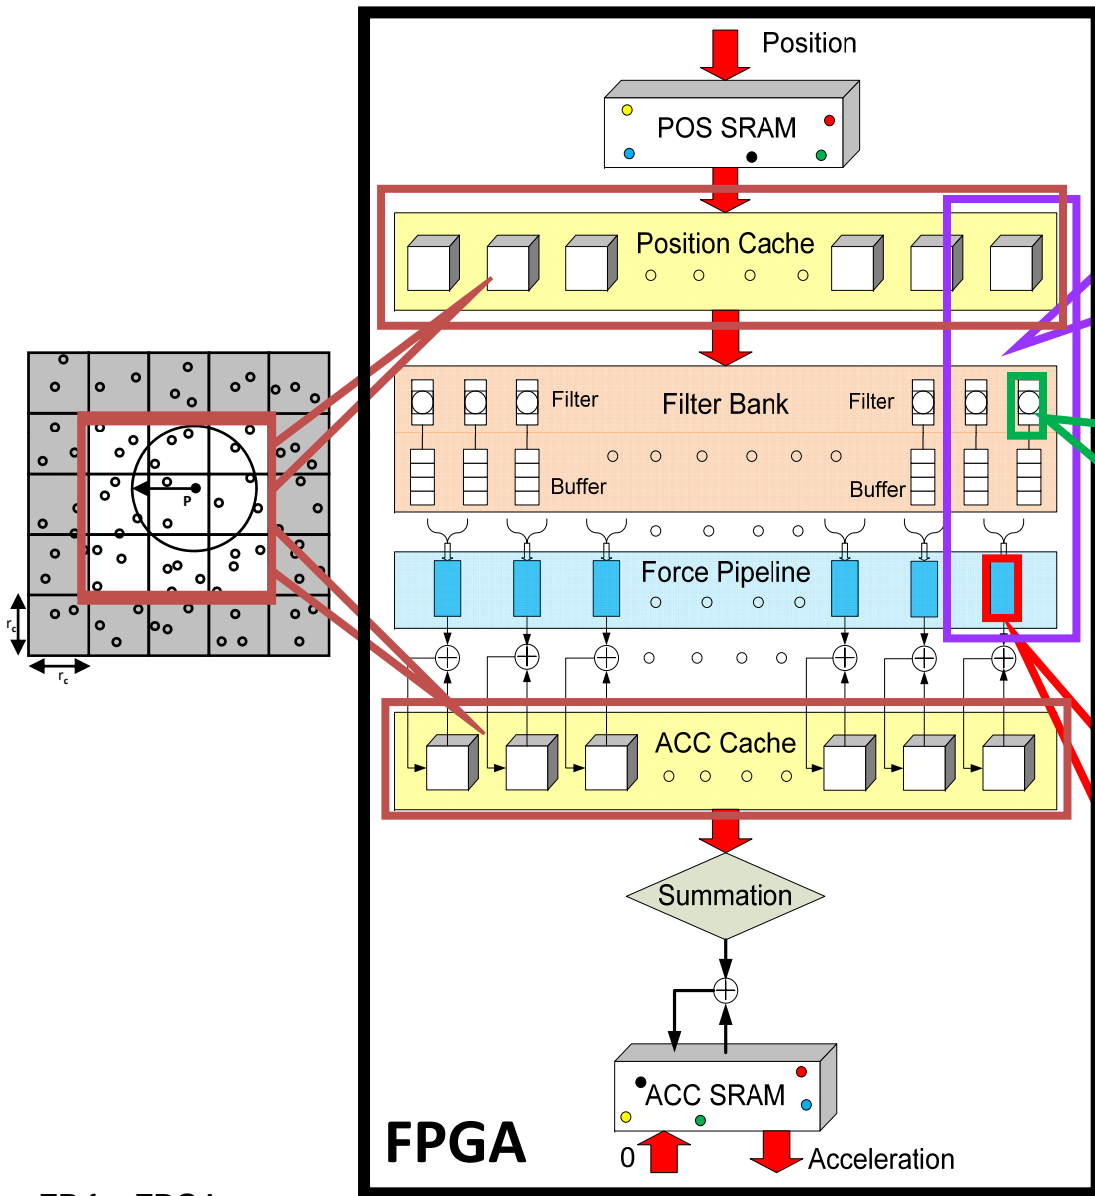 Position
POS SRAM
Position Cache
Filter
Filter Bank
Filter
Buffer
Buffer
P
Force Pipeline
rc
rc
ACC Cache
Summation
ACC SRAM
FPGA
0
Acceleration